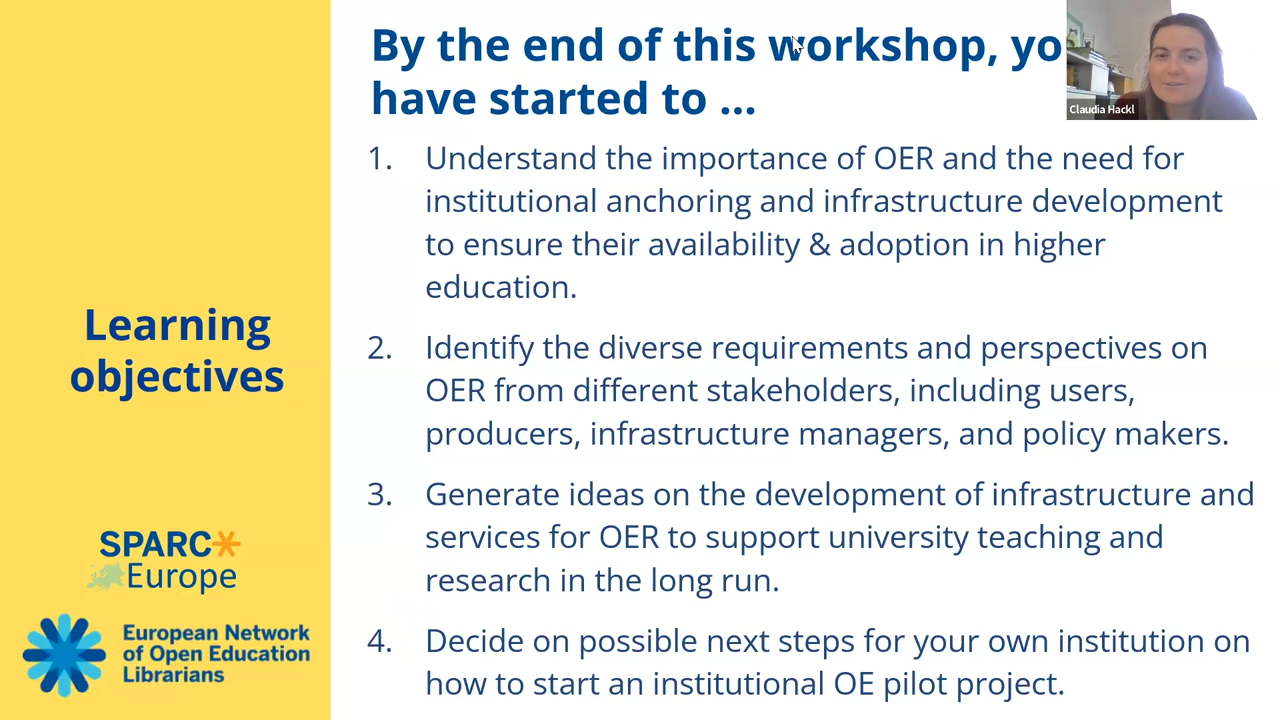 By the end of this workshop, yo
have started to ...
Claudia Hackl
1. Understand the importance of OER and the need for
institutional anchoring and infrastructure development
to ensure their availability & adoption in higher
education.
2. Identify the diverse requirements and perspectives on
OER from different stakeholders, including users,
producers, infrastructure managers, and policy makers.
3. Generate ideas on the development of infrastructure and
services for OER to support university teaching and
research in the long run.
4. Decide on possible next steps for your own institution on
how to start an institutional OE pilot project.
Learning
objectives
SPARC
Europe
European Network
of Open Education
Librarians